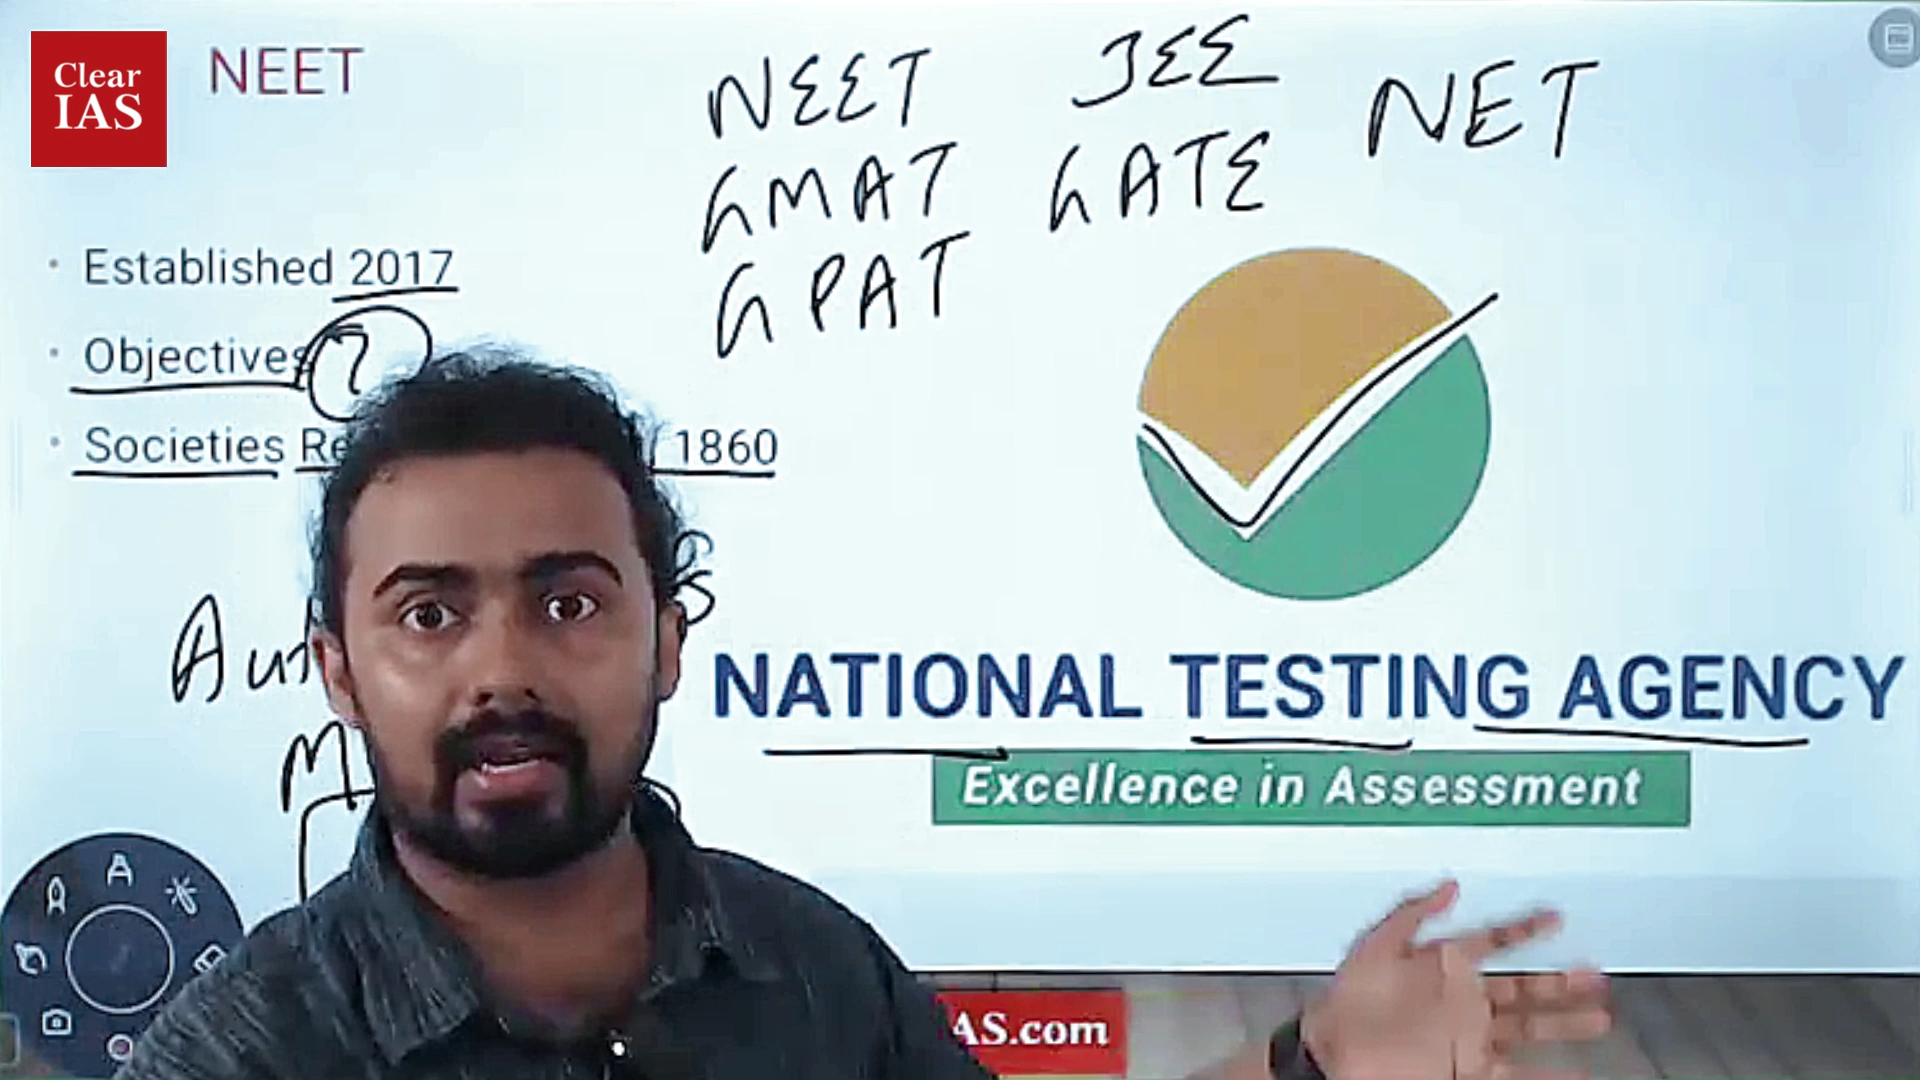 Clear
IAS
NEET
NEET JEE NET
GMAT GATE
GPAT
Established 2017
Objectives ?
Societies 1860
NATIONAL TESTING AGENCY
Excellence in Assessment
AS.com